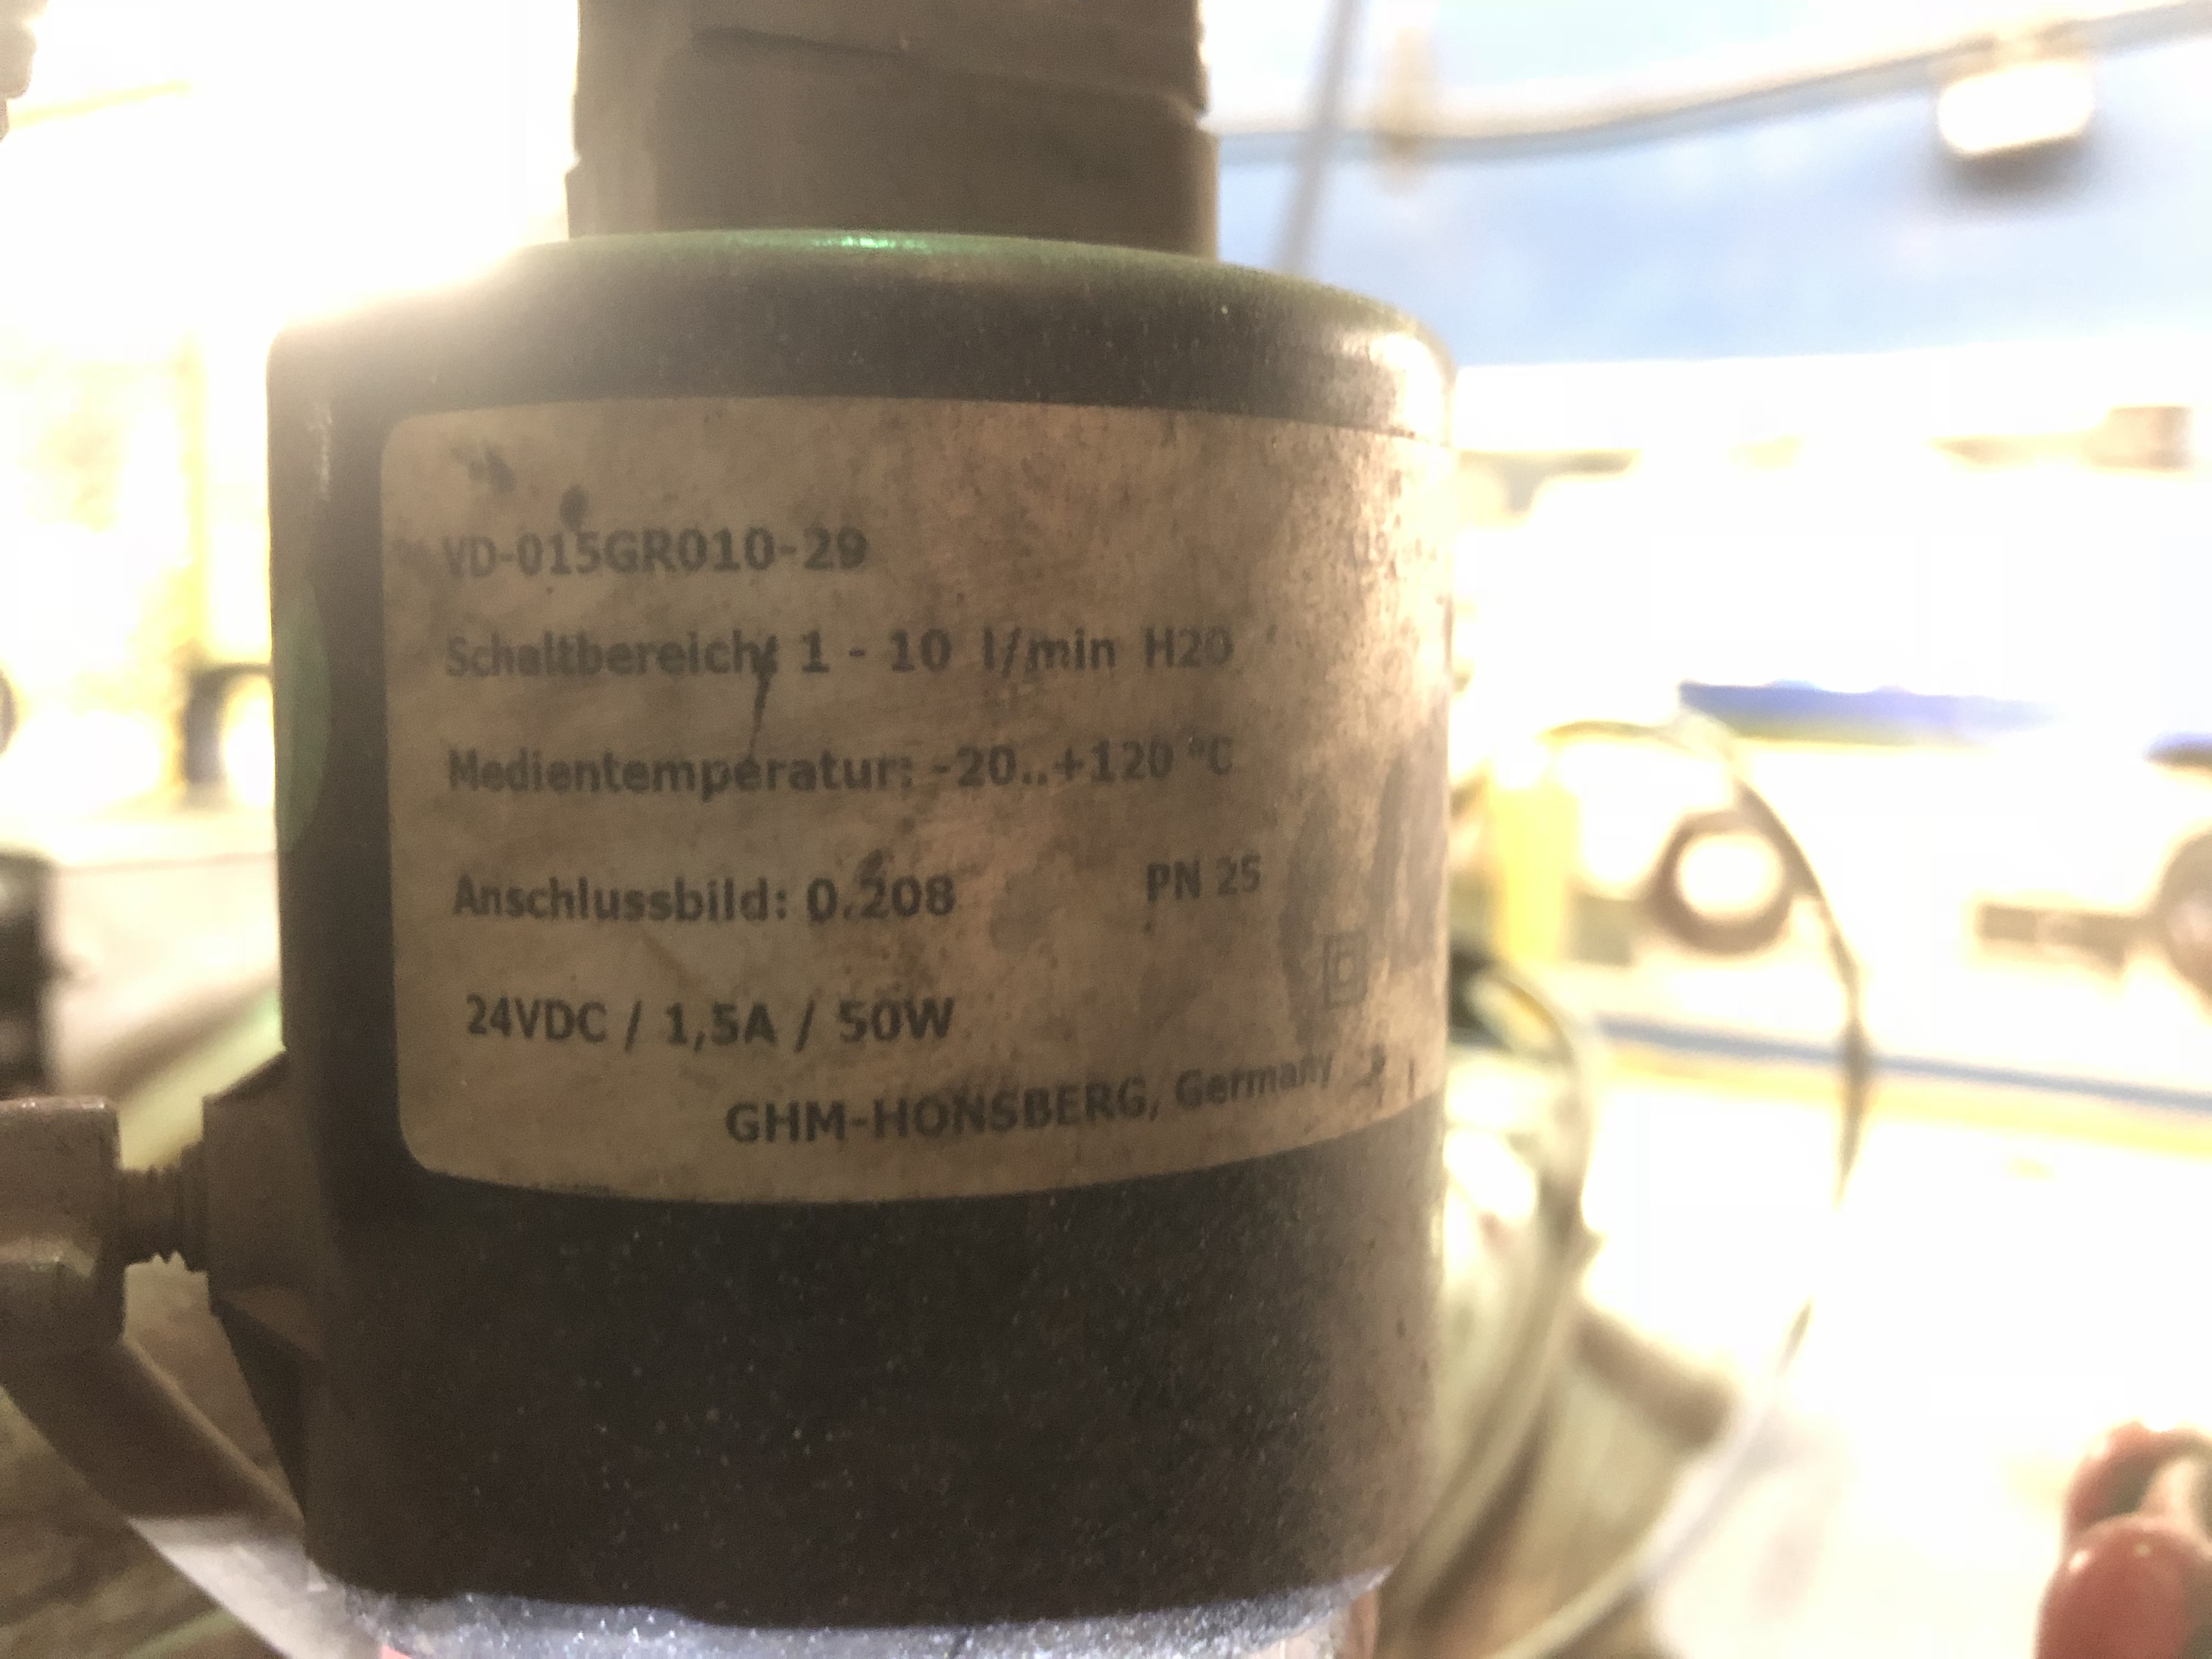 VD-015GR010-29
Schaltbereich: 1 - 10 l/min H2O
Medientemperatur: -20..+120 °C
Anschlussbild: 0.208 PN 25
24VDC / 1,5A / 50W
GHM-HONSBERG, Germany